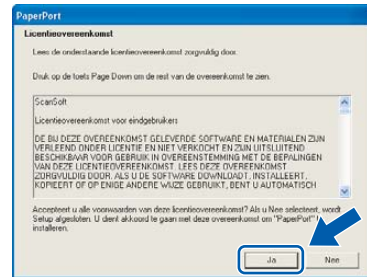 PaperPort
Licentieovereenkomst
Lees de onderstaande licentieovereenkomst zorgvuldig door.
Druk op de toets Page Down om de rest van de overeenkomst te zien.
ScanSoft
Licentieovereenkomst voor eindgebruikers
DE BIJ DEZE OVEREENKOMST GELEVERDE SOFTWARE EN MATERIALEN ZIJN
VERLEEND ONDER LICENTIE EN NIET VERKOCHT EN ZIJN UITSLUITEND
BESCHIKBAAR VOOR GEBRUIK IN OVEREENSTEMMING MET DE BEPALINGEN
VAN DEZE LICENTIEOVEREENKOMST. LEES DEZE OVEREENKOMST
ZORGVULDIG DOOR. ALS U DE SOFTWARE DOWNLOADT, INSTALLEERT,
KOPIEERT OF OP ENIGE ANDERE WIJZE GEBRUIKT, BENT U AUTOMATISCH
Accepteert u alle voorwaarden van deze licentieovereenkomst? Als u Nee selecteert, wordt
Setup afgesloten. U dient akkoord te gaan met deze overeenkomst om "PaperPort"
installeren.
Ja
Nee